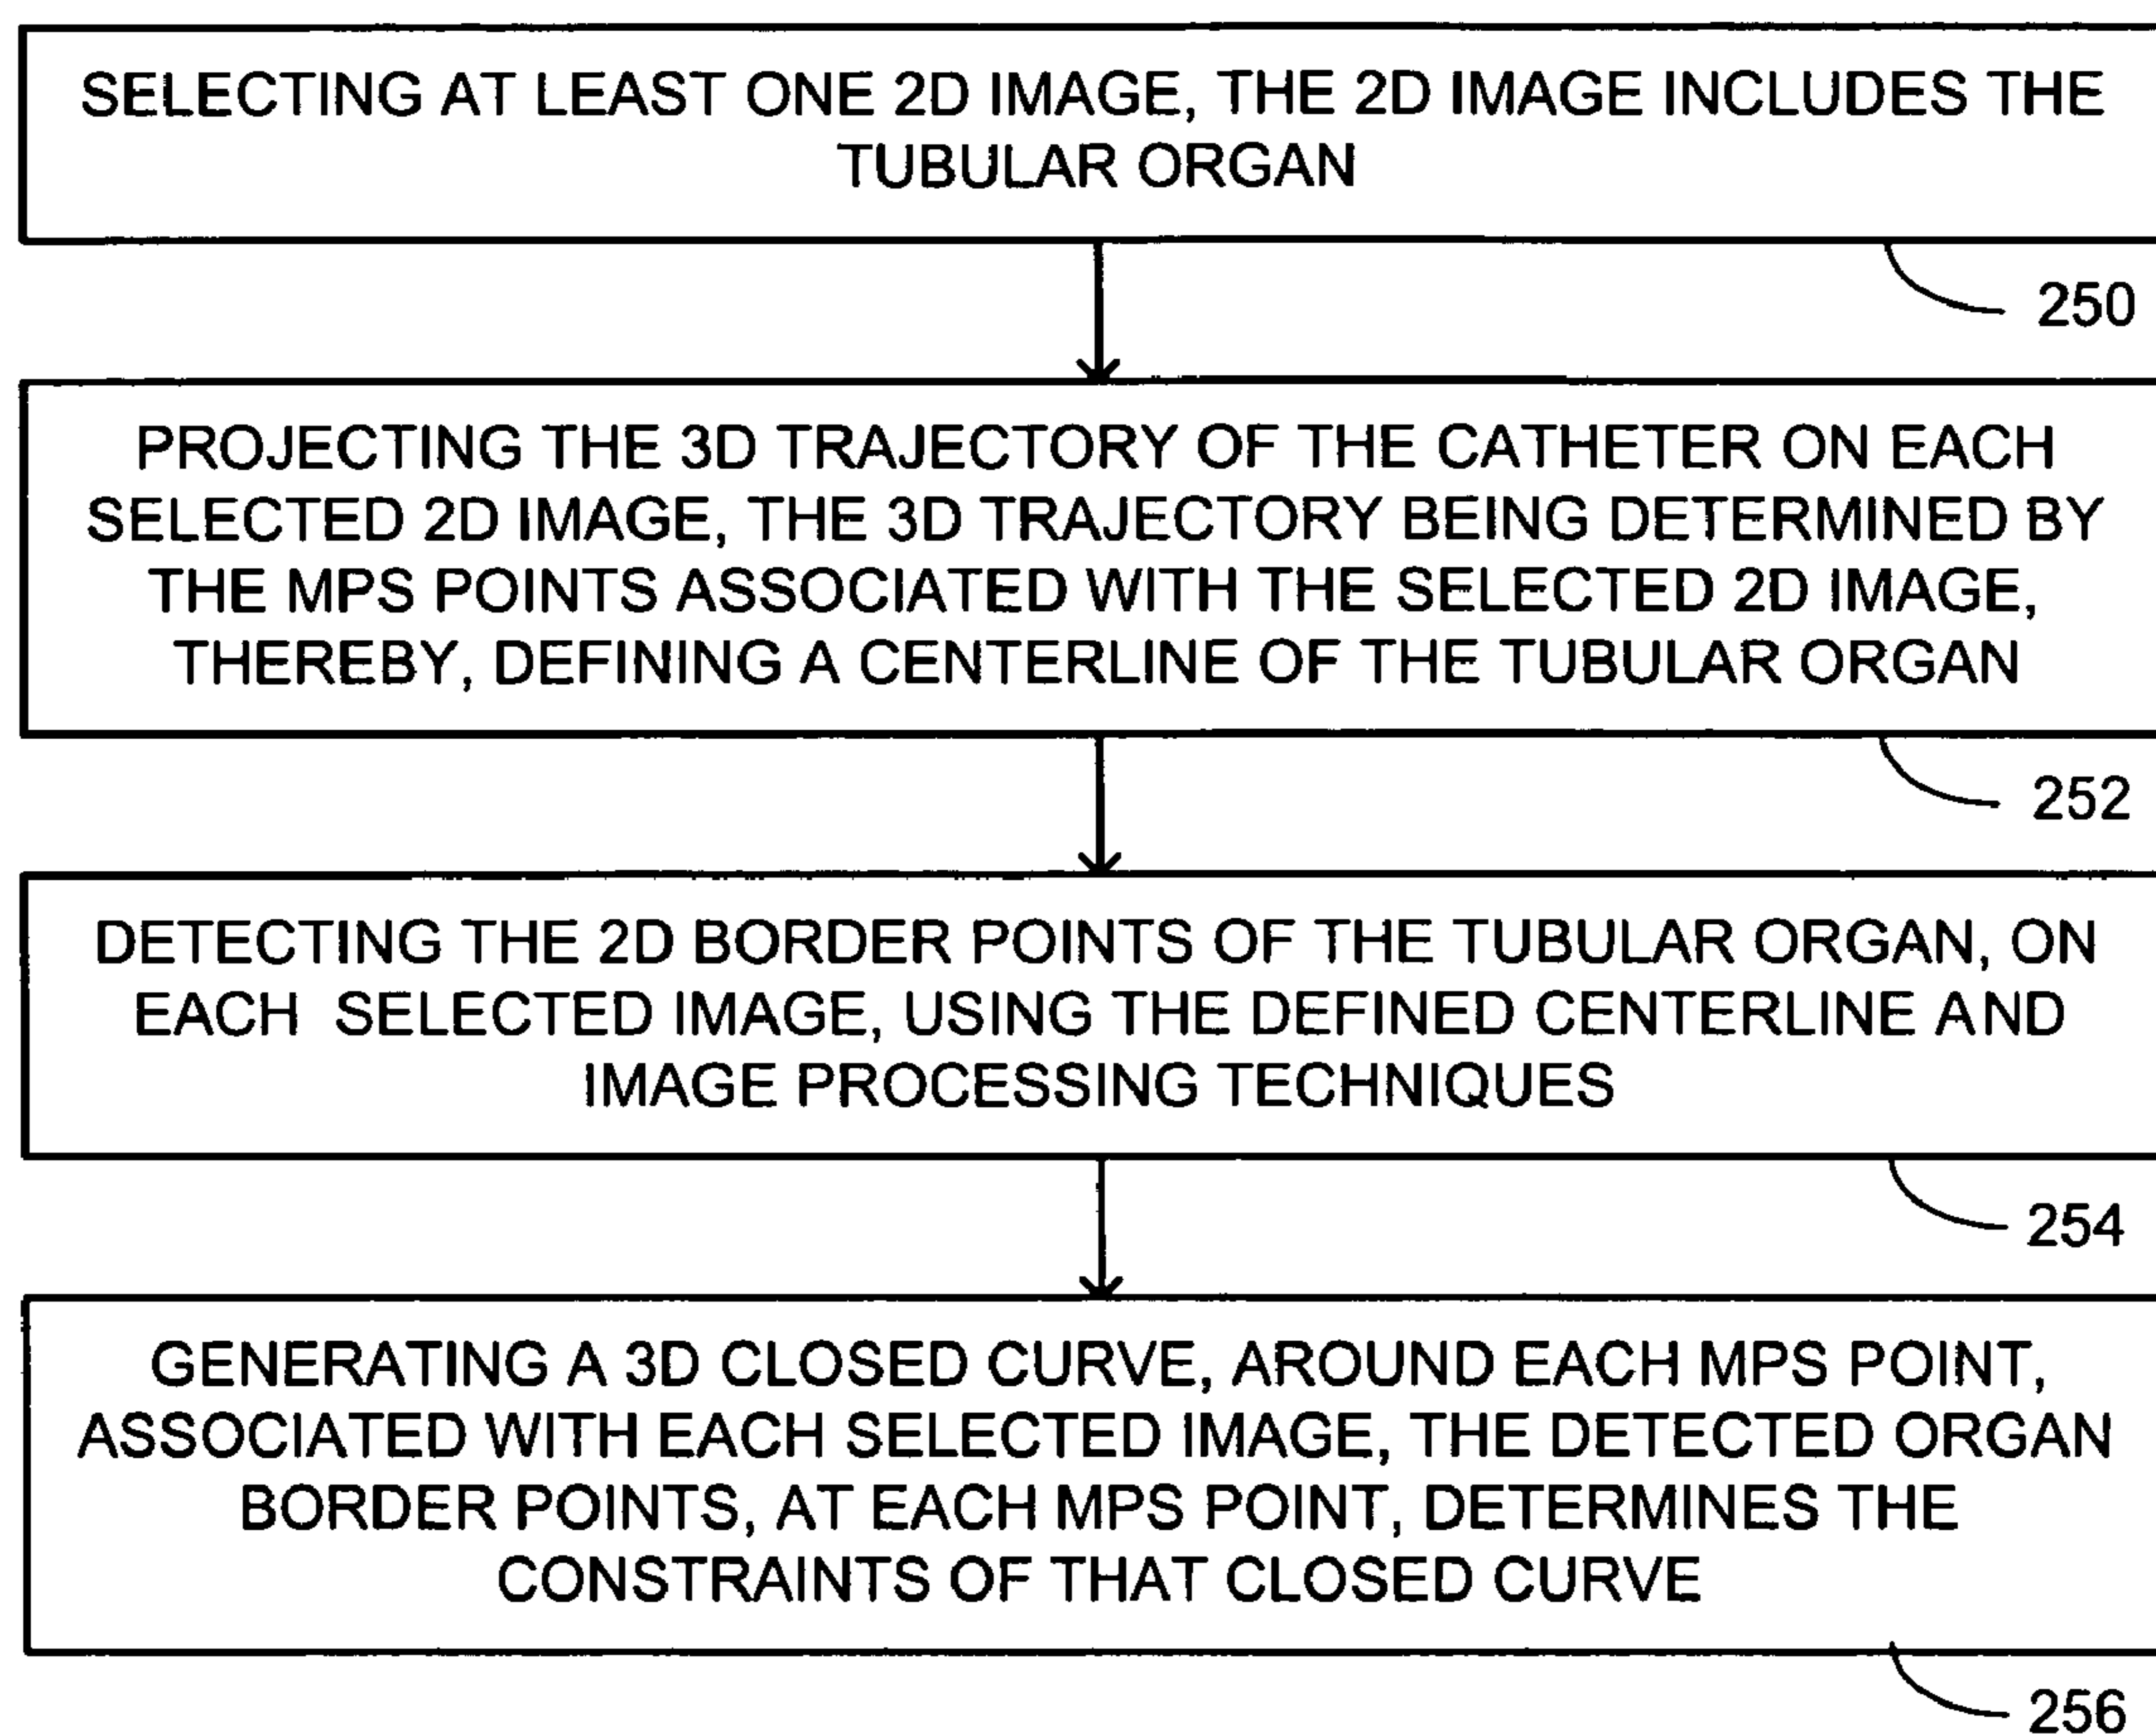 SELECTING AT LEAST ONE 2D IMAGE, THE 2D IMAGE INCLUDES THE
TUBULAR ORGAN
250
PROJECTING THE 3D TRAJECTORY OF THE CATHETER ON EACH
SELECTED 2D IMAGE, THE 3D TRAJECTORY BEING DETERMINED BY
THE MPS POINTS ASSOCIATED WITH THE SELECTED 2D IMAGE,
THEREBY, DEFINING A CENTERLINE OF THE TUBULAR ORGAN
252
DETECTING THE 2D BORDER POINTS OF THE TUBULAR ORGAN, ON
EACH SELECTED IMAGE, USING THE DEFINED CENTERLINE AND
IMAGE PROCESSING TECHNIQUES
254
GENERATING A 3D CLOSED CURVE, AROUND EACH MPS POINT,
ASSOCIATED WITH EACH SELECTED IMAGE, THE DETECTED ORGAN
BORDER POINTS, AT EACH MPS POINT, DETERMINES THE
CONSTRAINTS OF THAT CLOSED CURVE
256